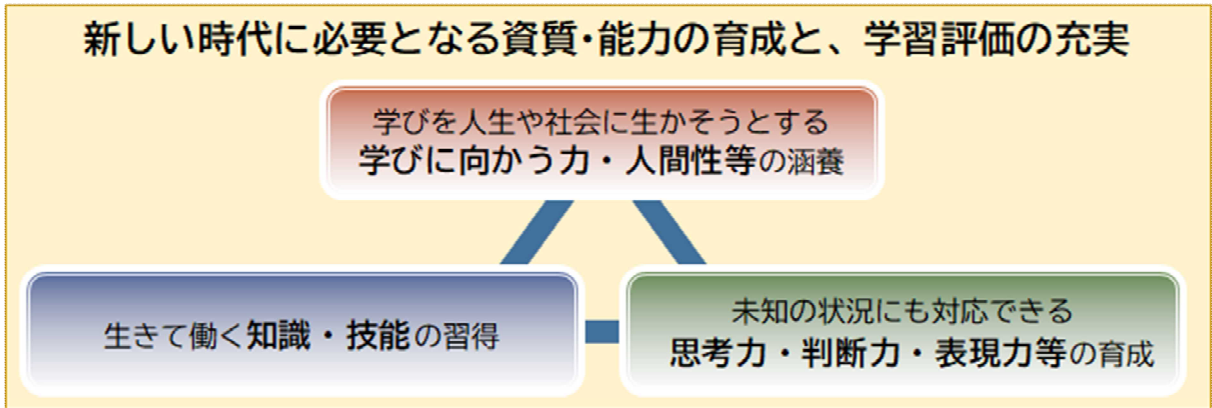 新しい時代に必要となる資質･能力の育成と、学習評価の充実
学びを人生や社会に生かそうとする
学びに向かう力・人間性等の涵養
生きて働く知識・技能の習得
未知の状況にも対応できる
思考力・判断力・表現力等の育成